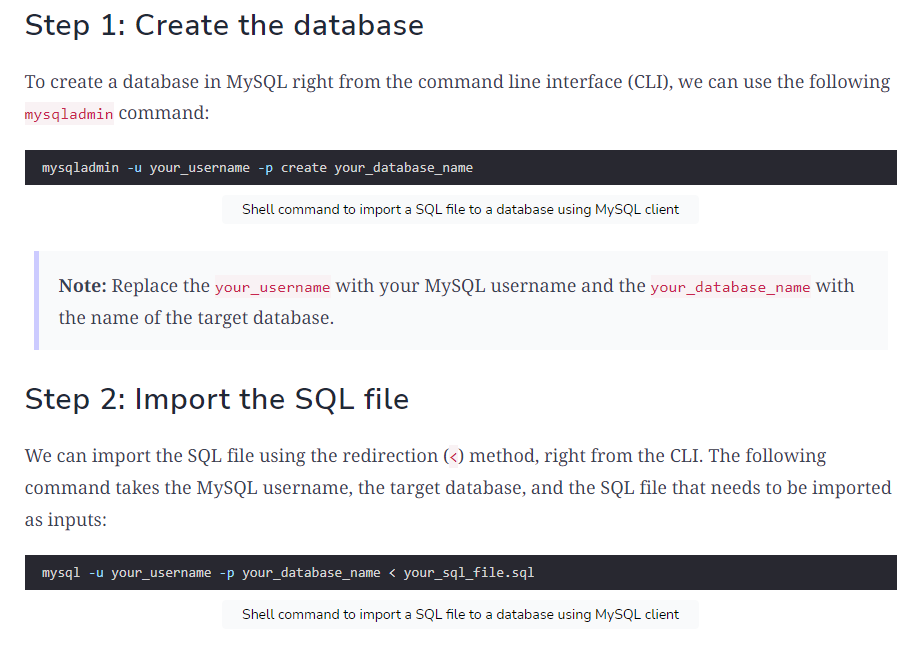 Step 1: Create the database
To create a database in MySQL right from the command line interface (CLI), we can use the following
mysqladmin command:
mysqladmin -u your_username -p create your_database_name
Shell command to import a SQL file to a database using MySQL client
Note: Replace the your_username with your MySQL username and the your_database_name with
the name of the target database.
Step 2: Import the SQL file
We can import the SQL file using the redirection (<) method, right from the CLI. The following
command takes the MySQL username, the target database, and the SQL file that needs to be imported
as inputs:
mysql -u your_username -p your_database_name < your_sql_file.sql
Shell command to import a SQL file to a database using MySQL client